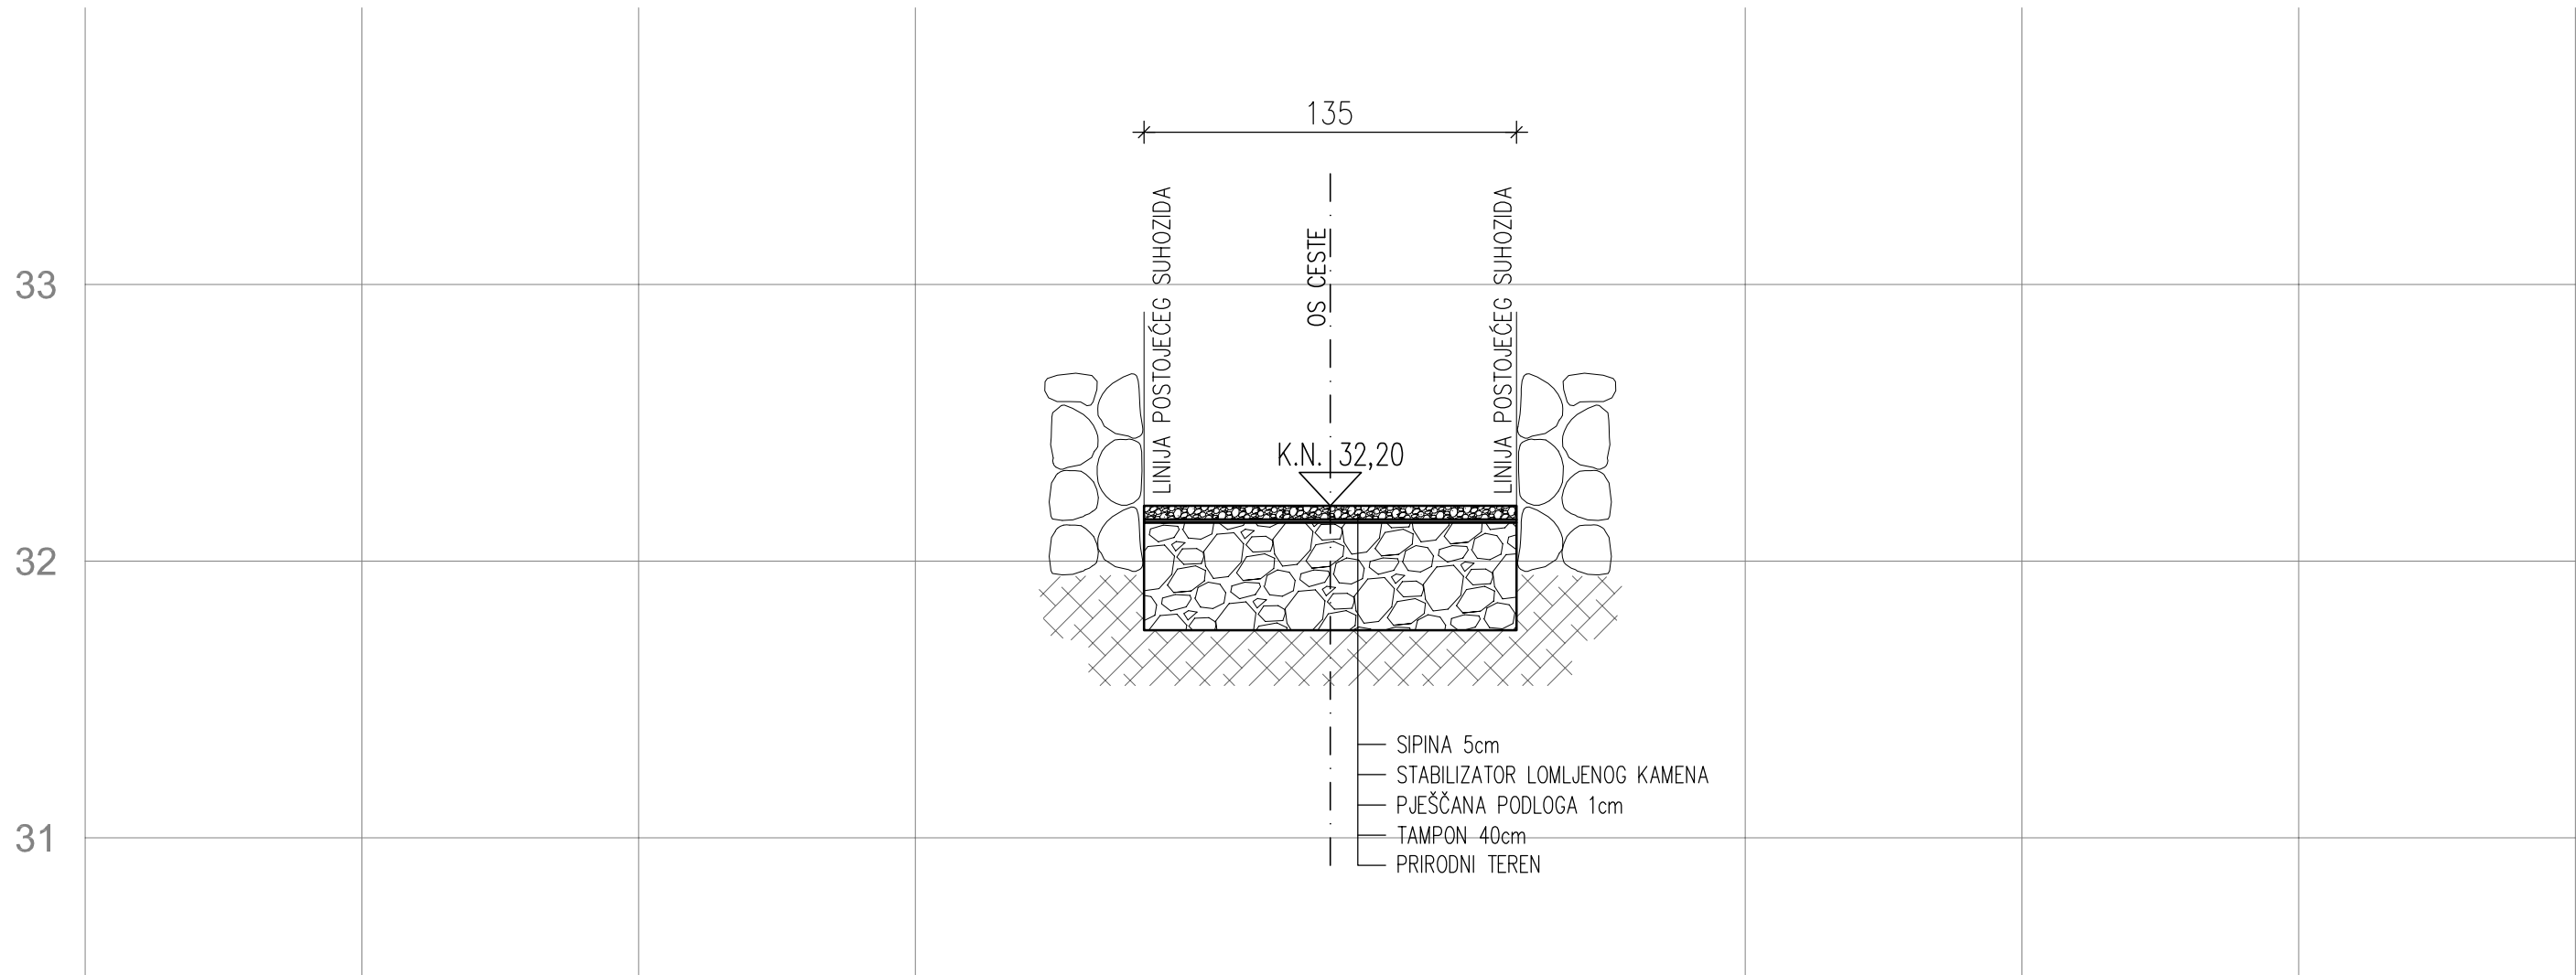 135
LINIJA POSTOJEĆEG SUHOZIDA
OS CESTE
LINIJA POSTOJEĆEG SUHOZIDA
33
K.N. 32,20
32
SIPINA 5cm
STABILIZATOR LOMLJENOG KAMENA
PJEŠČANA PODLOGA 1cm
TAMPON 40cm
31
PRIRODNI TEREN